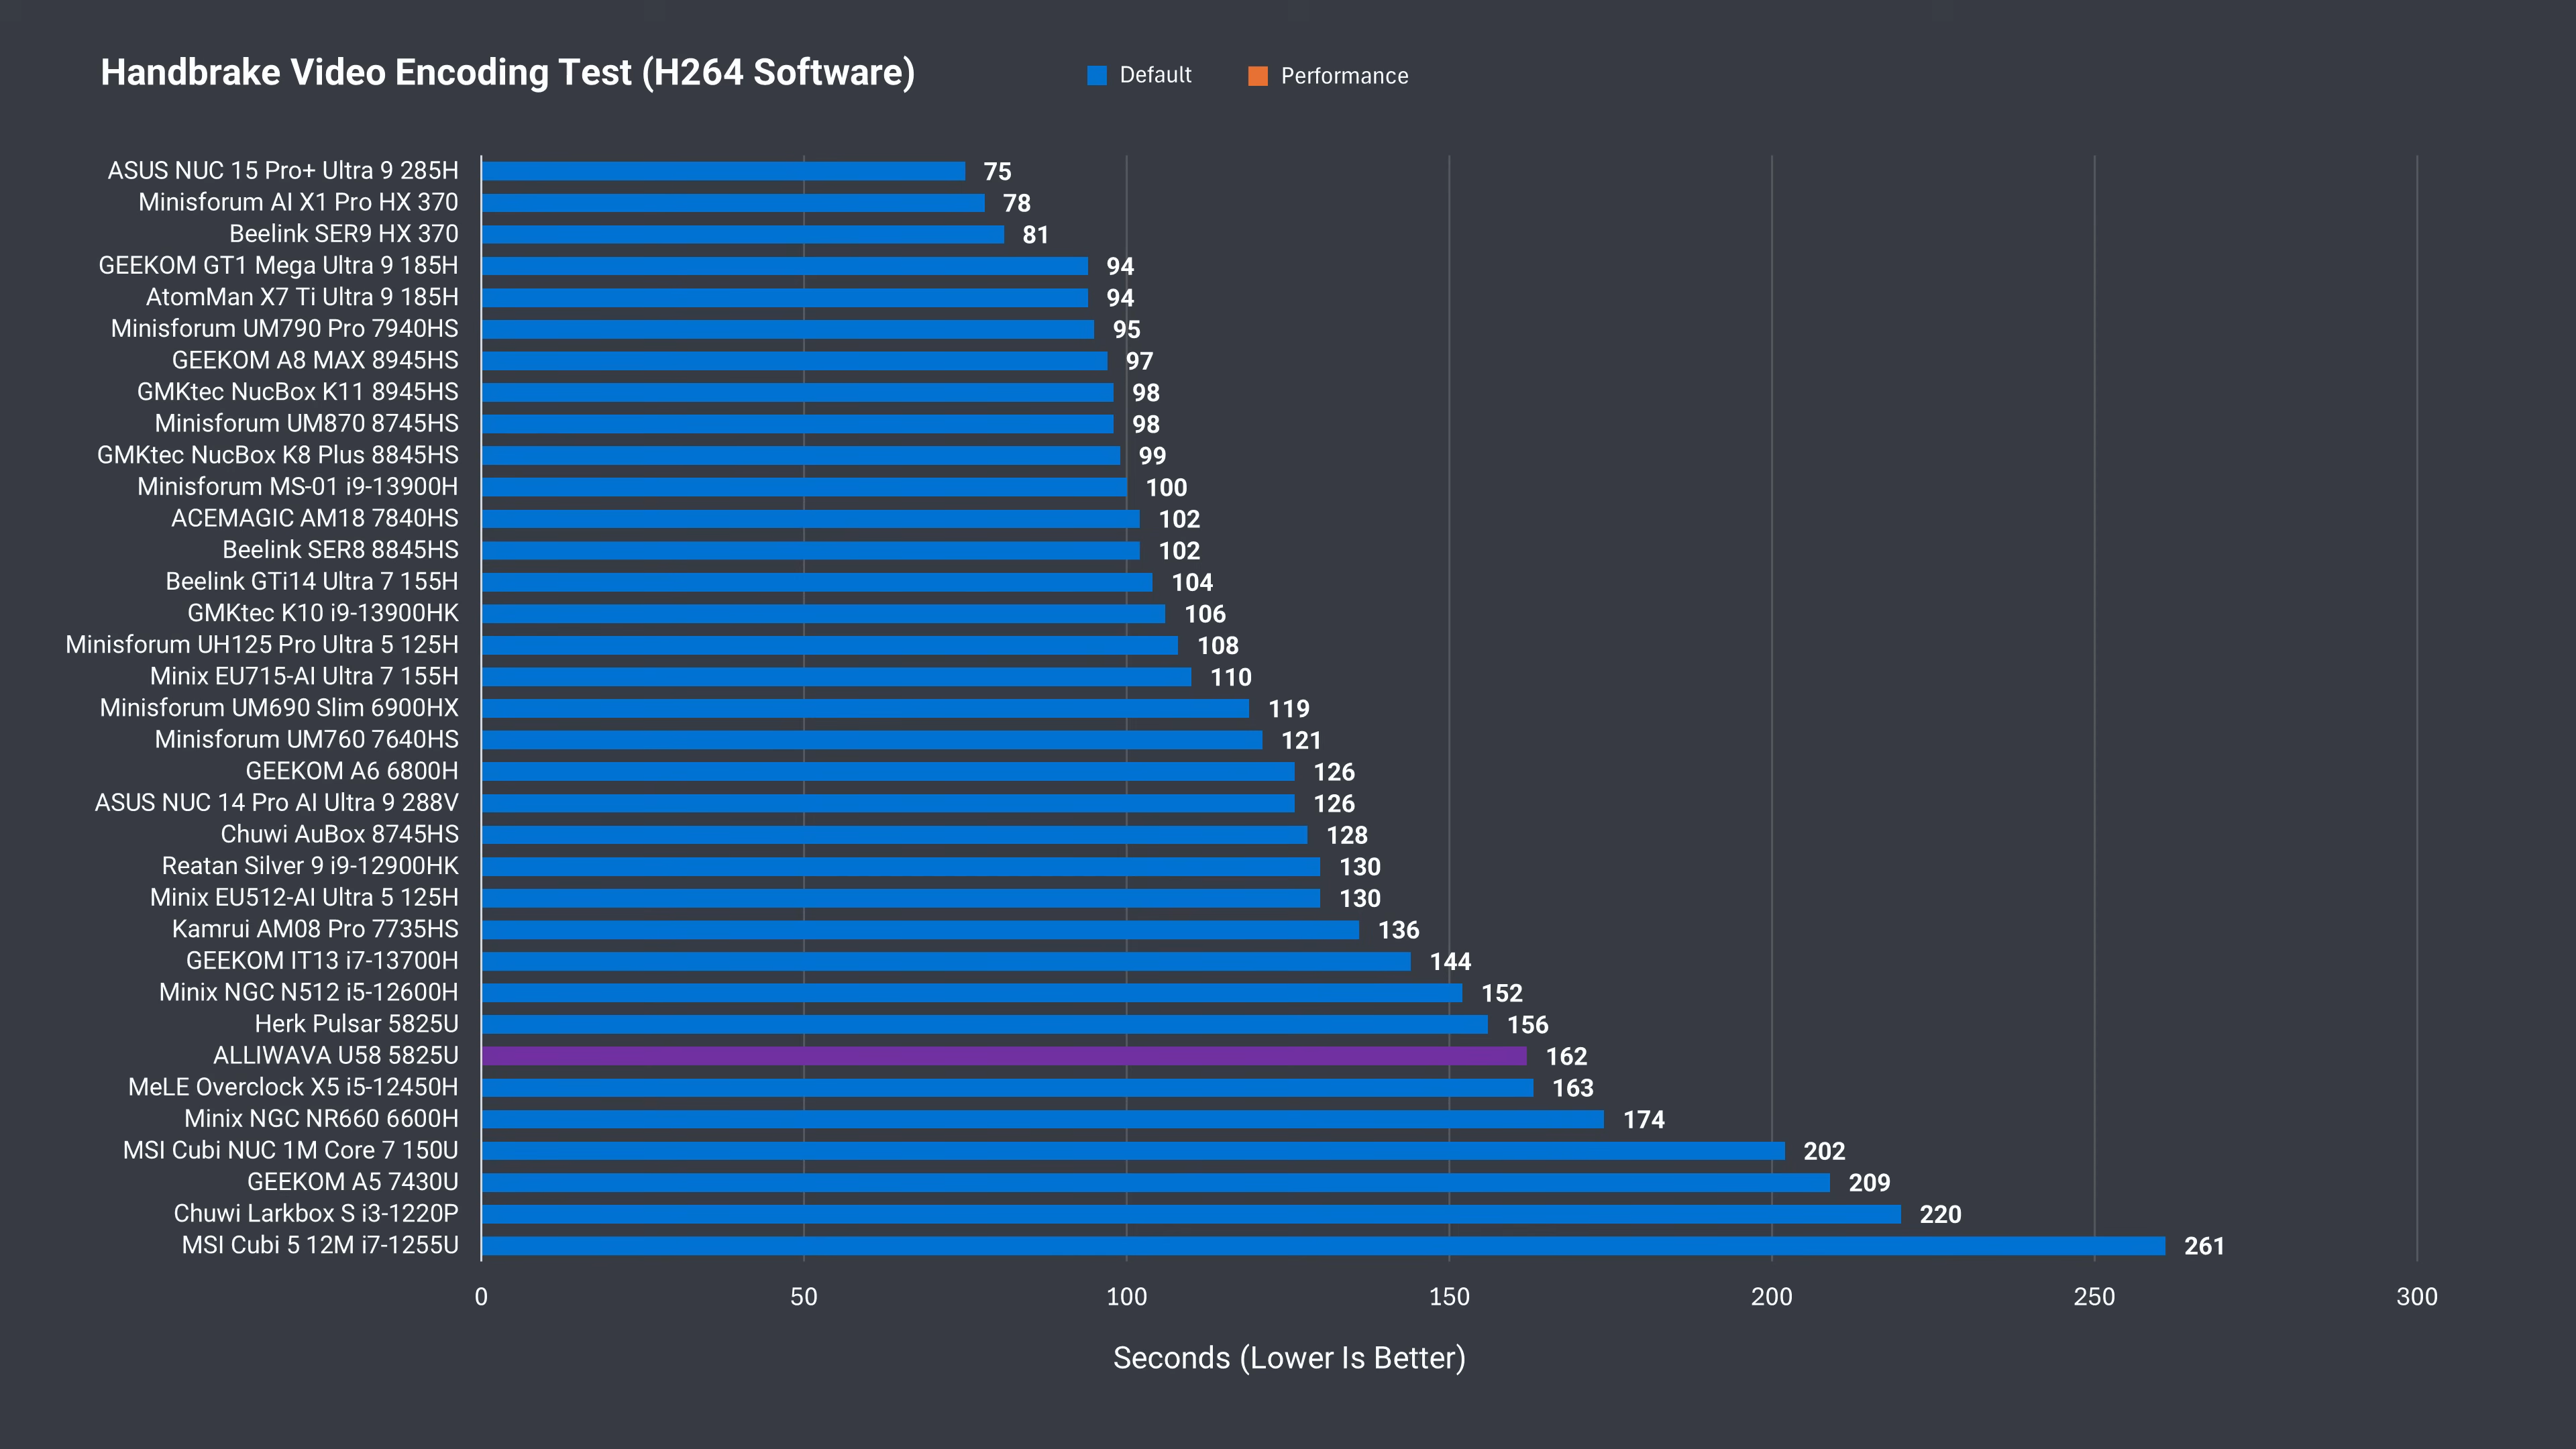 Handbrake Video Encoding Test (H264 Software)
Default
Performance
ASUS NUC 15 Pro+ Ultra 9 285H 75
Minisforum AI X1 Pro HX 370 78
Beelink SER9 HX 370 81
GEEKOM GT1 Mega Ultra 9 185H 94
AtomMan X7 Ti Ultra 9 185H 94
Minisforum UM790 Pro 7940HS 95
GEEKOM A8 MAX 8945HS 97
GMKtec NucBox K11 8945HS 98
Minisforum UM870 8745HS 98
GMKtec NucBox K8 Plus 8845HS 99
Minisforum MS-01 i9-13900H 100
ACEMAGIC AM18 7840HS 102
Beelink SER8 8845HS 102
Beelink GTi14 Ultra 7 155H 104
GMKtec K10 i9-13900HK 106
Minisforum UH125 Pro Ultra 5 125H 108
Minix EU715-AI Ultra 7 155H 110
Minisforum UM690 Slim 6900HX 119
Minisforum UM760 7640HS 121
GEEKOM A6 6800H 126
ASUS NUC 14 Pro AI Ultra 9 288V 126
Chuwi AuBox 8745HS 128
Reatan Silver 9 i9-12900HK 130
Minix EU512-AI Ultra 5 125H 130
Kamrui AM08 Pro 7735HS 136
GEEKOM IT13 i7-13700H 144
Minix NGC N512 i5-12600H 152
Herk Pulsar 5825U 156
ALLIWAVA U58 5825U 162
MeLE Overclock X5 i5-12450H 163
Minix NGC NR660 6600H 174
MSI Cubi NUC 1M Core 7 150U 202
GEEKOM A5 7430U 209
Chuwi Larkbox S i3-1220P 220
MSI Cubi 5 12M i7-1255U 261
0 50 100 150 200 250 300
Seconds (Lower Is Better)